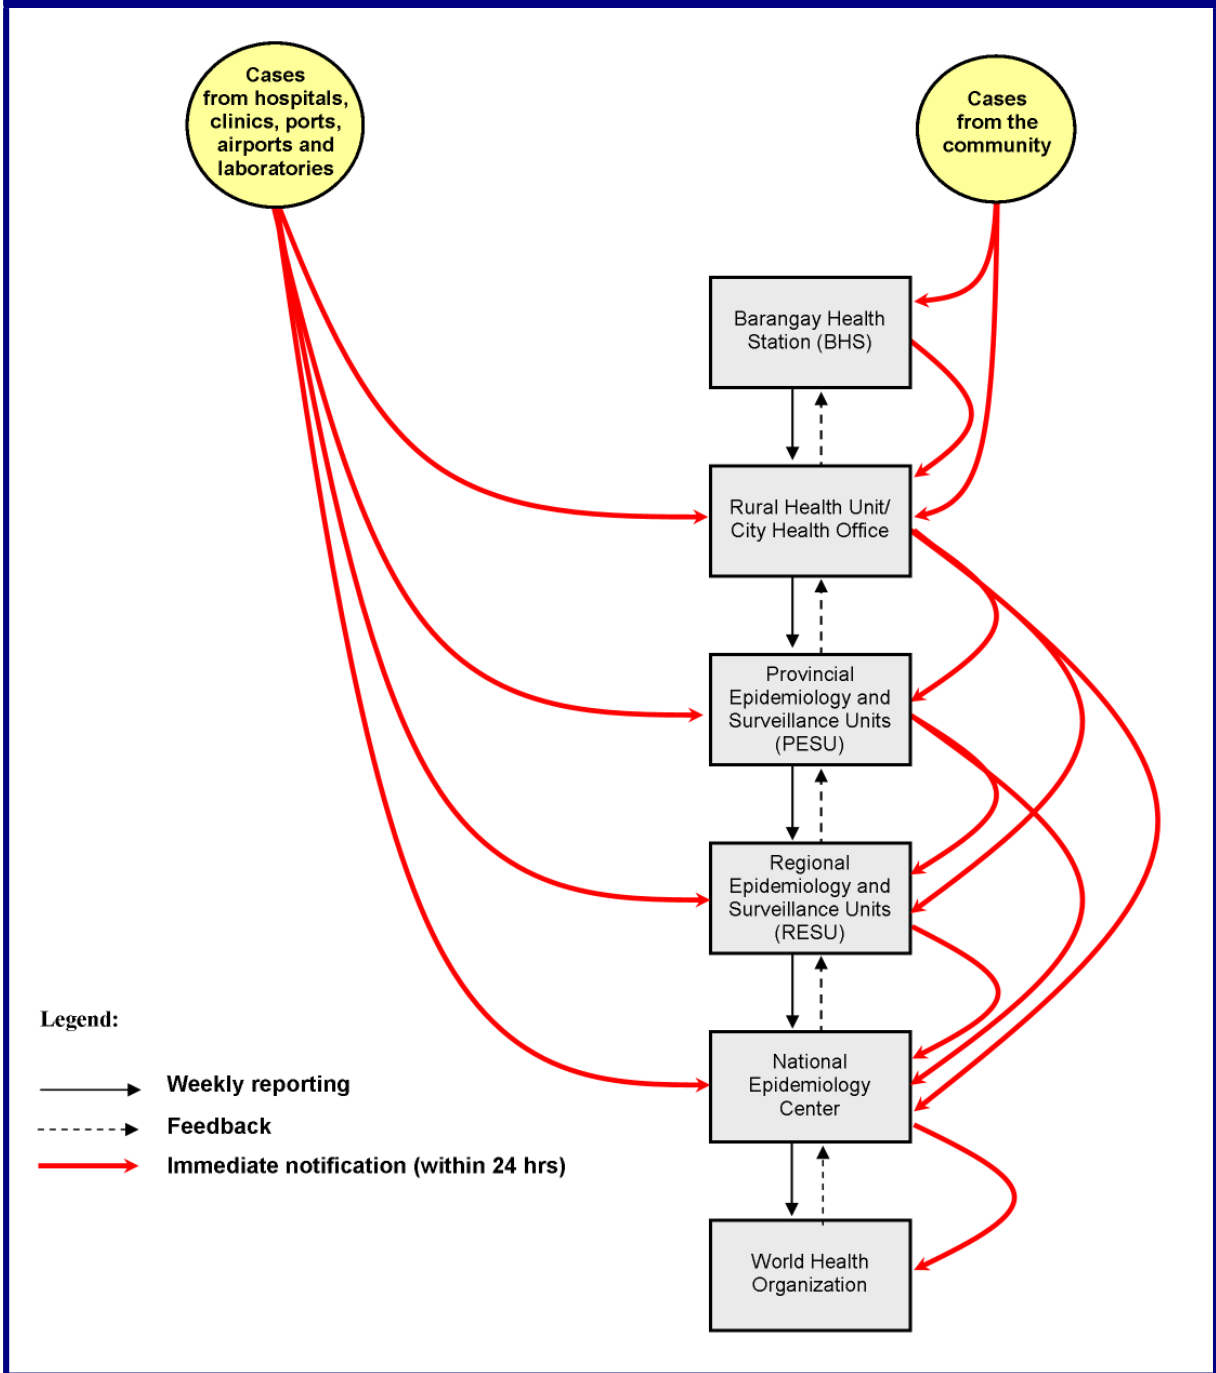 Cases
from hospitals,
clinics, ports,
airports and
laboratories
Cases
from the
community
Barangay Health
Station (BHS)
Rural Health Unit/
City Health Office
Provincial
Epidemiology and
Surveillance Units
(PESU)
Regional
Epidemiology and
Surveillance Units
(RESU)
National
Epidemiology
Center
World Health
Organization
Legend:
Weekly reporting
Feedback
Immediate notification (within 24 hrs)